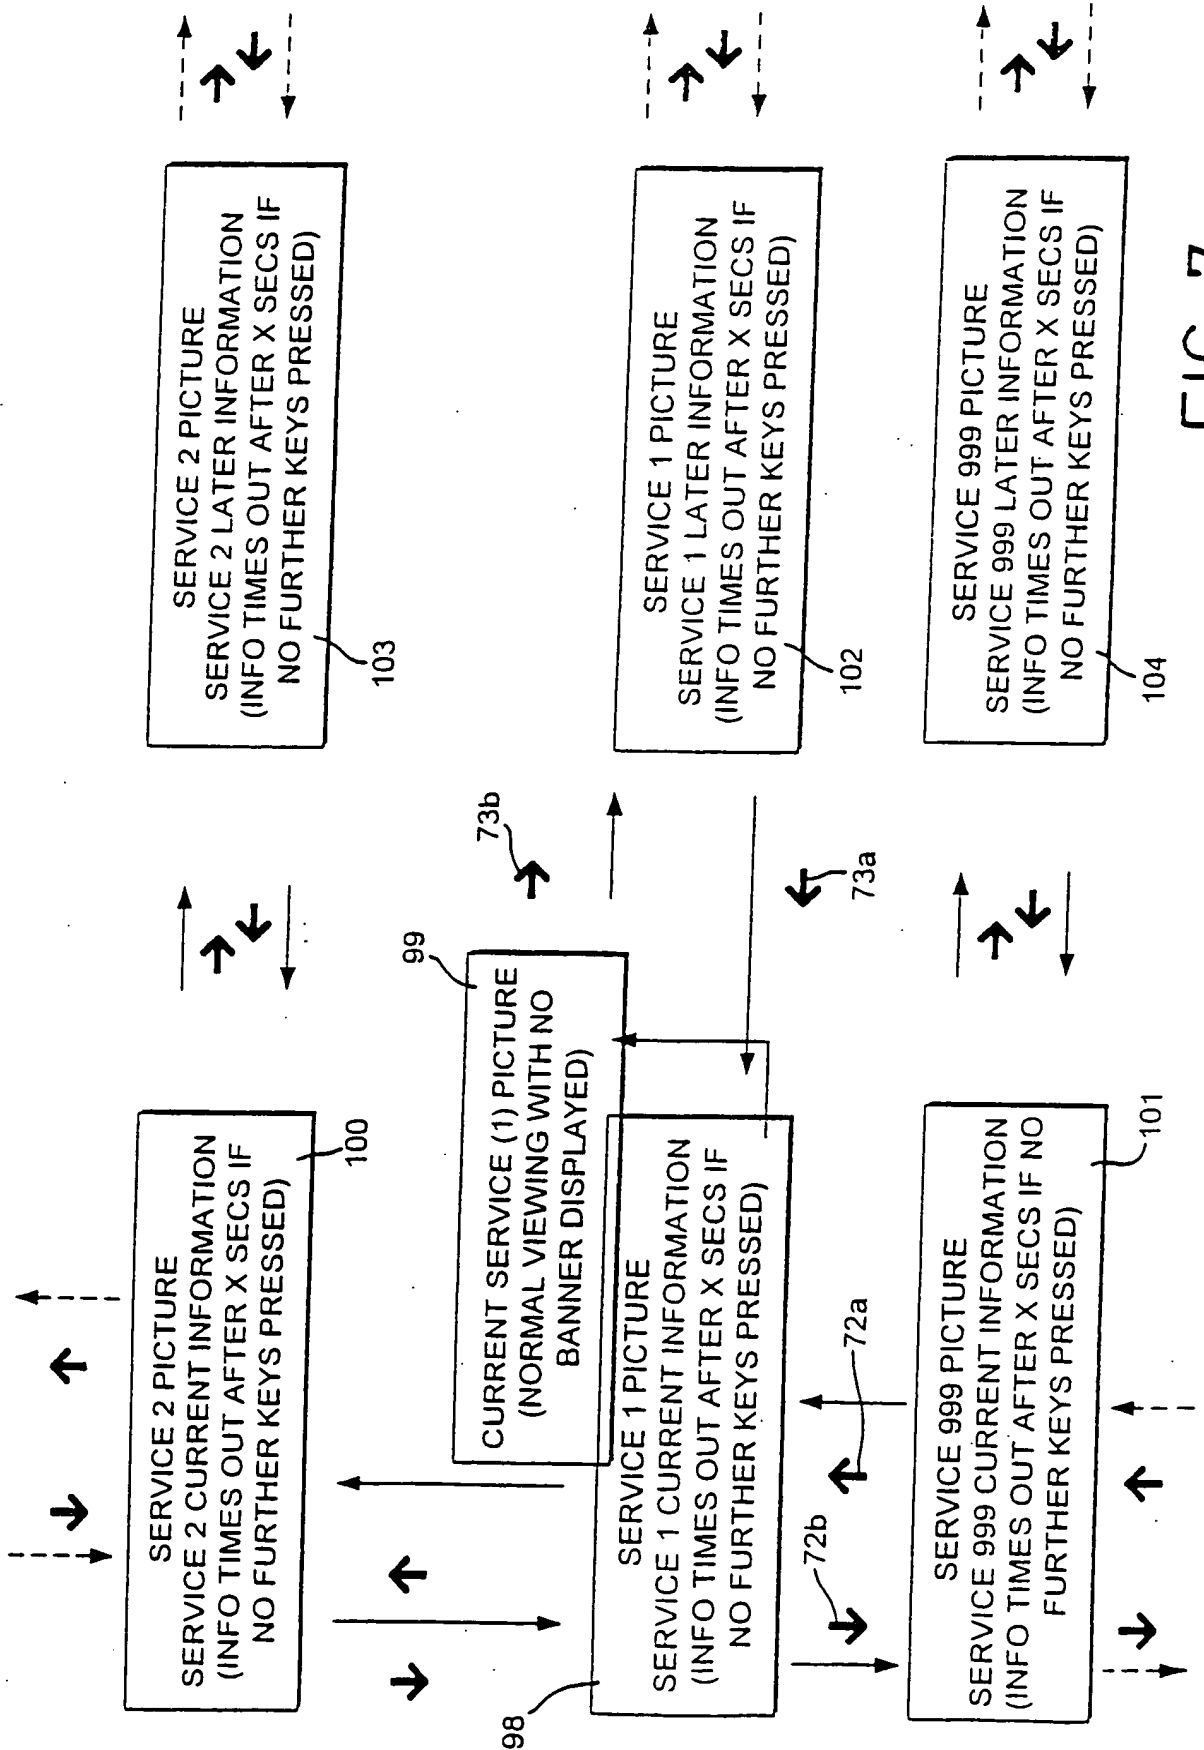 SERVICE 2 PICTURE
SERVICE 2 CURRENT INFORMATION
(INFO TIMES OUT AFTER X SECS IF
NO FURTHER KEYS PRESSED)
100
SERVICE 2 PICTURE
SERVICE 2 LATER INFORMATION
(INFO TIMES OUT AFTER X SECS IF
NO FURTHER KEYS PRESSED)
103
99
CURRENT SERVICE (1) PICTURE
(NORMAL VIEWING WITH NO
BANNER DISPLAYED)
73b
98
SERVICE 1 PICTURE
SERVICE 1 CURRENT INFORMATION
(INFO TIMES OUT AFTER X SECS IF
NO FURTHER KEYS PRESSED)
73a
SERVICE 1 PICTURE
SERVICE 1 LATER INFORMATION
(INFO TIMES OUT AFTER X SECS IF
NO FURTHER KEYS PRESSED)
102
72b
72a
SERVICE 999 PICTURE
SERVICE 999 CURRENT INFORMATION
(INFO TIMES OUT AFTER X SECS IF NO
FURTHER KEYS PRESSED)
101
SERVICE 999 PICTURE
SERVICE 999 LATER INFORMATION
(INFO TIMES OUT AFTER X SECS IF
NO FURTHER KEYS PRESSED)
104